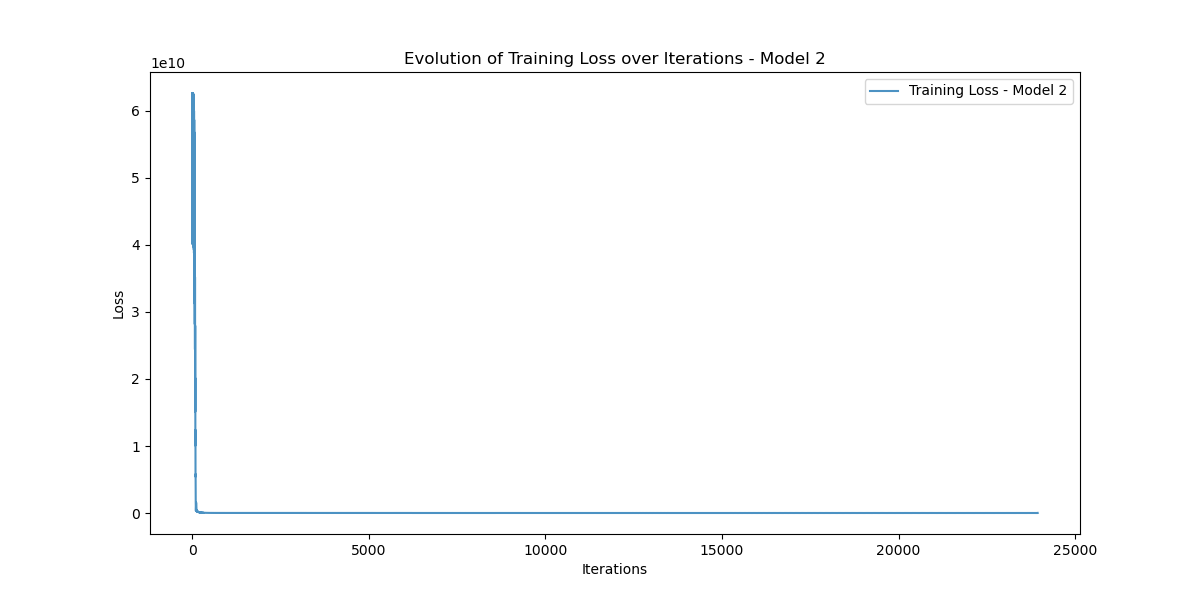 Evolution of Training Loss over Iterations - Model 2
1e10
Training Loss - Model 2
6
5
4
3
2
1
0
Loss
0 5000 10000 15000 20000 25000
Iterations